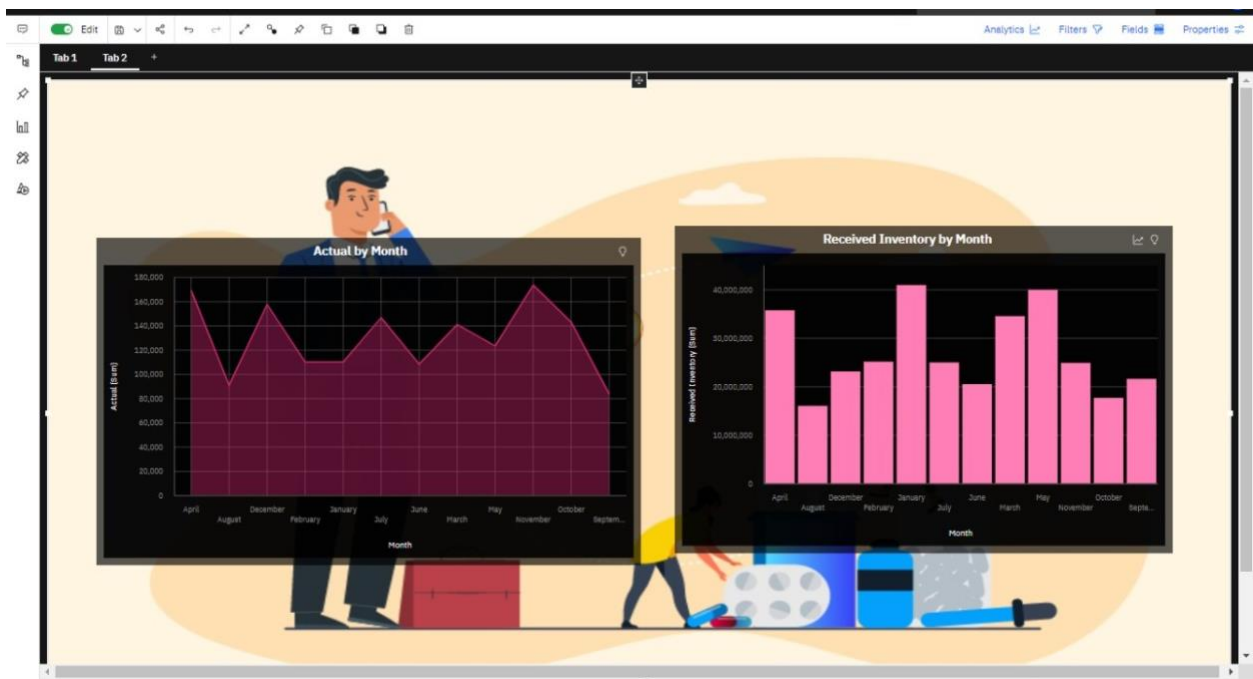 Edit
Analytics
Filters
Fields
Properties
Tab 1
Tab 2
+
Actual by Month
180,000
160,000
140,000
120,000
100,000
80,000
60,000
40,000
20,000
0
Actual (Sum)
April
August
December
February
January
July
June
March
May
November
October
Septem...
Month
Received Inventory by Month
40,000,000
30,000,000
20,000,000
10,000,000
0
Received Inventory (Sum)
April
August
December
February
January
July
June
March
May
November
October
Septe...
Month